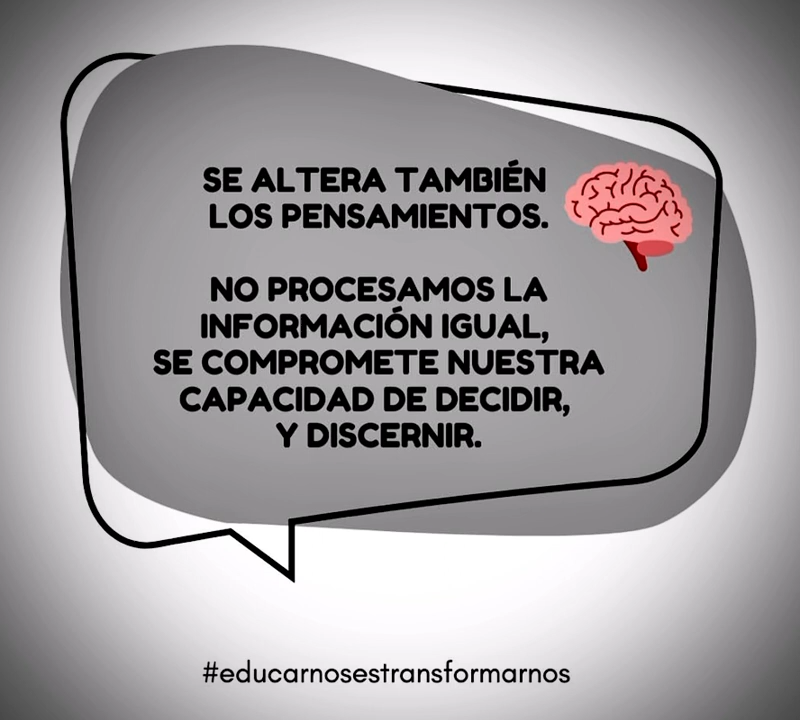 SE ALTERA TAMBIÉN
LOS PENSAMIENTOS.
NO PROCESAMOS LA
INFORMACIÓN IGUAL,
SE COMPROMETE NUESTRA
CAPACIDAD DE DECIDIR,
Y DISCERNIR.
#educarnosestransformarnos